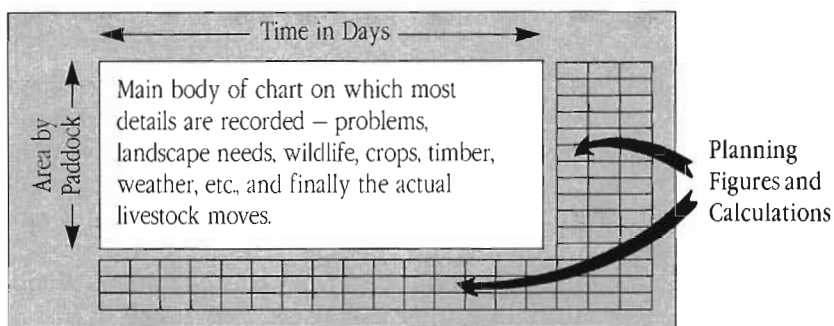 Time in Days
Area by
Paddock
Main body of chart on which most
details are recorded – problems,
landscape needs, wildlife, crops, timber,
weather, etc., and finally the actual
livestock moves.
Planning
Figures and
Calculations